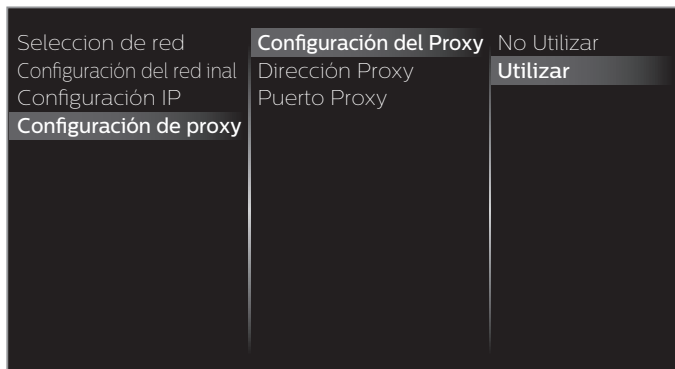 Seleccion de red
Configuración del red inal
Configuración IP
Configuración de proxy
Configuración del Proxy
Dirección Proxy
Puerto Proxy
No Utilizar
Utilizar